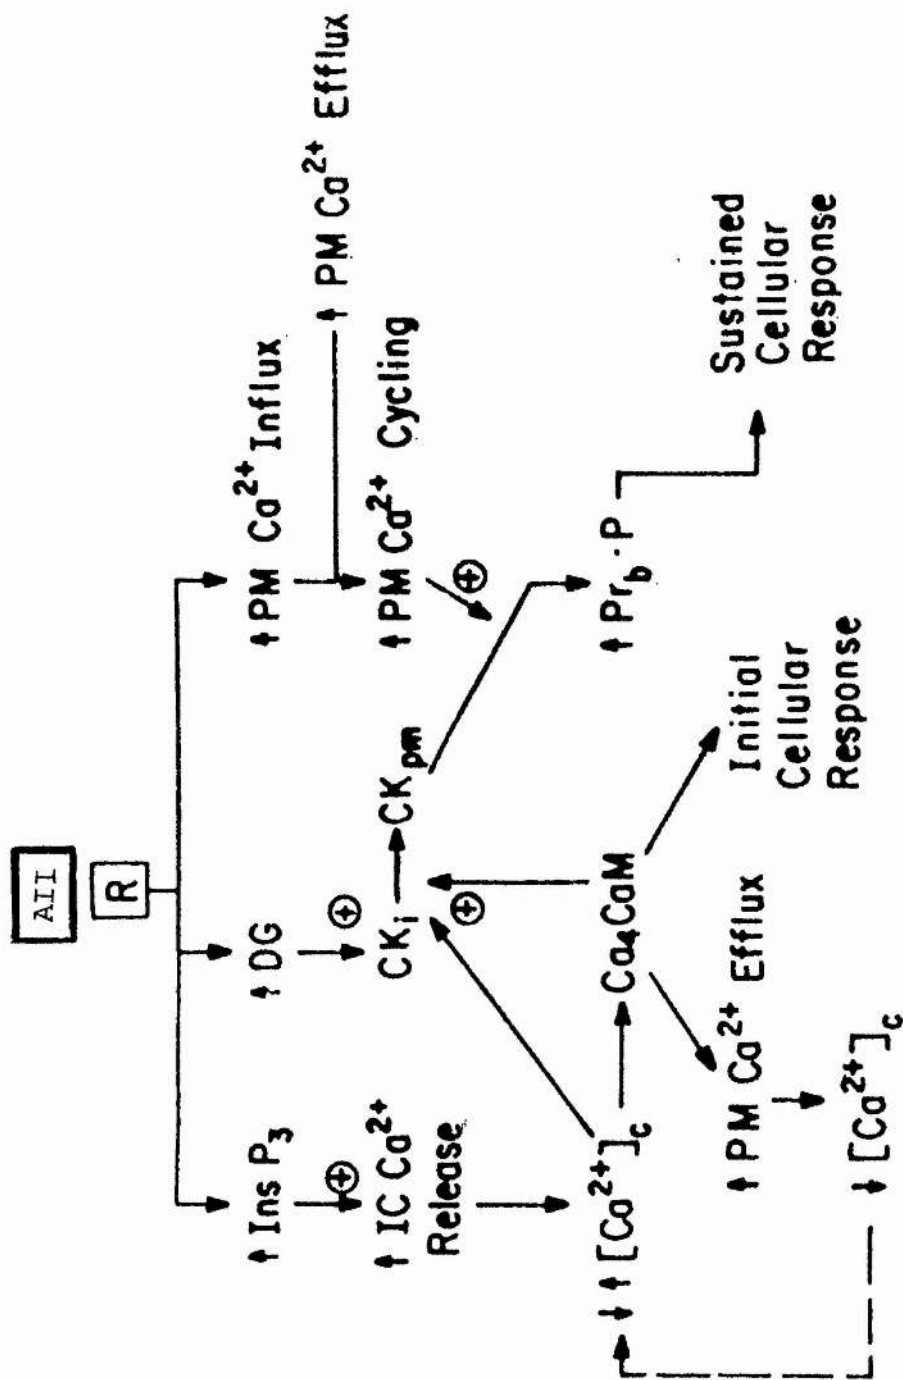 AII
R
↑ Ins P₃
↑ DG
↑ PM Ca²⁺ Influx
⊕
↑ IC Ca²⁺
Release
⊕
CKᵢ
CKpm
↑ PM Ca²⁺ Cycling
↑ PM Ca²⁺ Efflux
⊕
⊕
↓ ↑ [Ca²⁺]c
Ca₄CaM
↑ Prb · P
↑ PM Ca²⁺ Efflux
Initial
Cellular
Response
Sustained
Cellular
Response
↓ [Ca²⁺]c